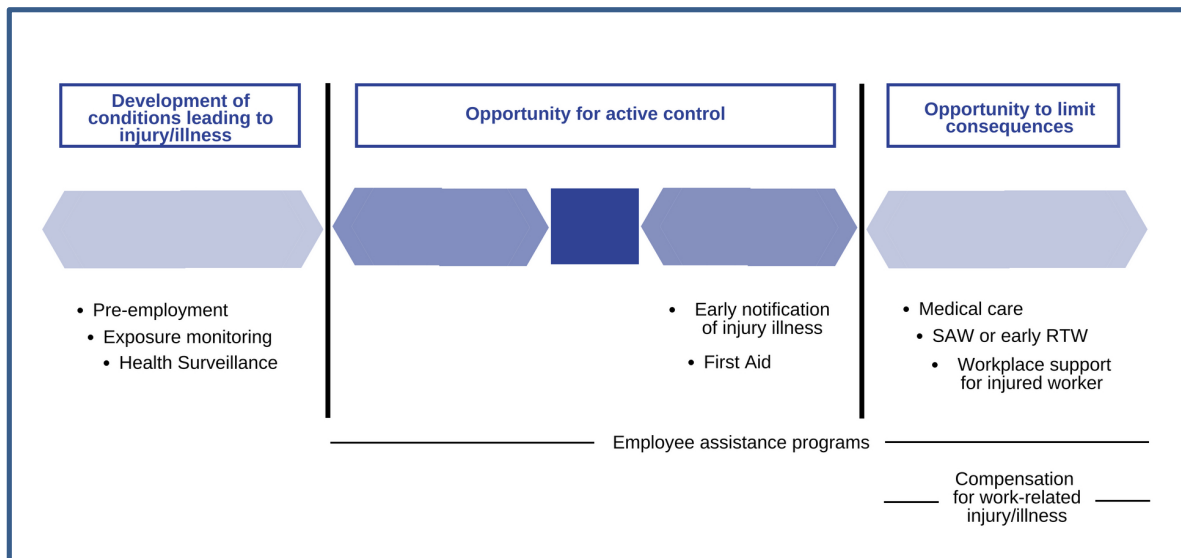 Development of
conditions leading to
injury/illness
Opportunity for active control
Opportunity to limit
consequences
• Pre-employment
• Exposure monitoring
• Health Surveillance
• Early notification
of injury illness
• First Aid
• Medical care
• SAW or early RTW
• Workplace support
for injured worker
Employee assistance programs
Compensation
for work-related
injury/illness